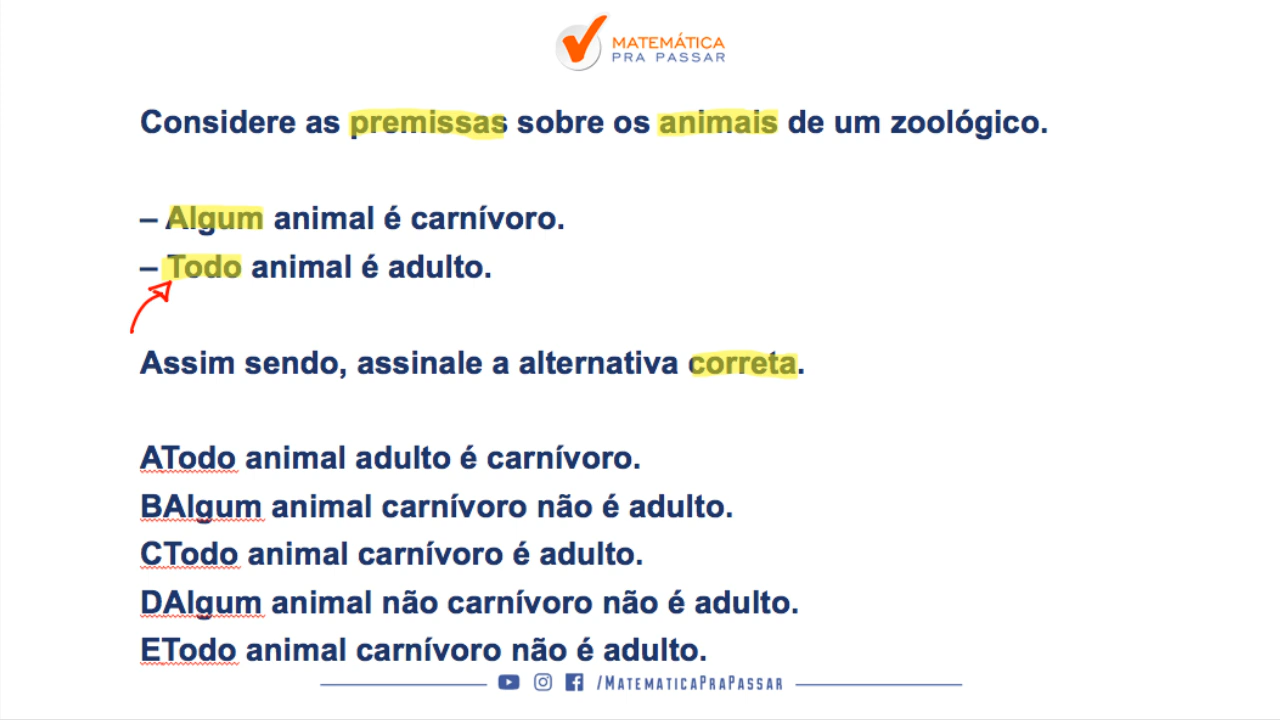 MATEMÁTICA
PRA PASSAR
Considere as premissas sobre os animais de um zoológico.
– Algum animal é carnívoro.
– Todo animal é adulto.
Assim sendo, assinale a alternativa correta.
ATodo animal adulto é carnívoro.
BAlgum animal carnívoro não é adulto.
CTodo animal carnívoro é adulto.
DAlgum animal não carnívoro não é adulto.
ETodo animal carnívoro não é adulto.
/MATEMATICAPRAPASSAR